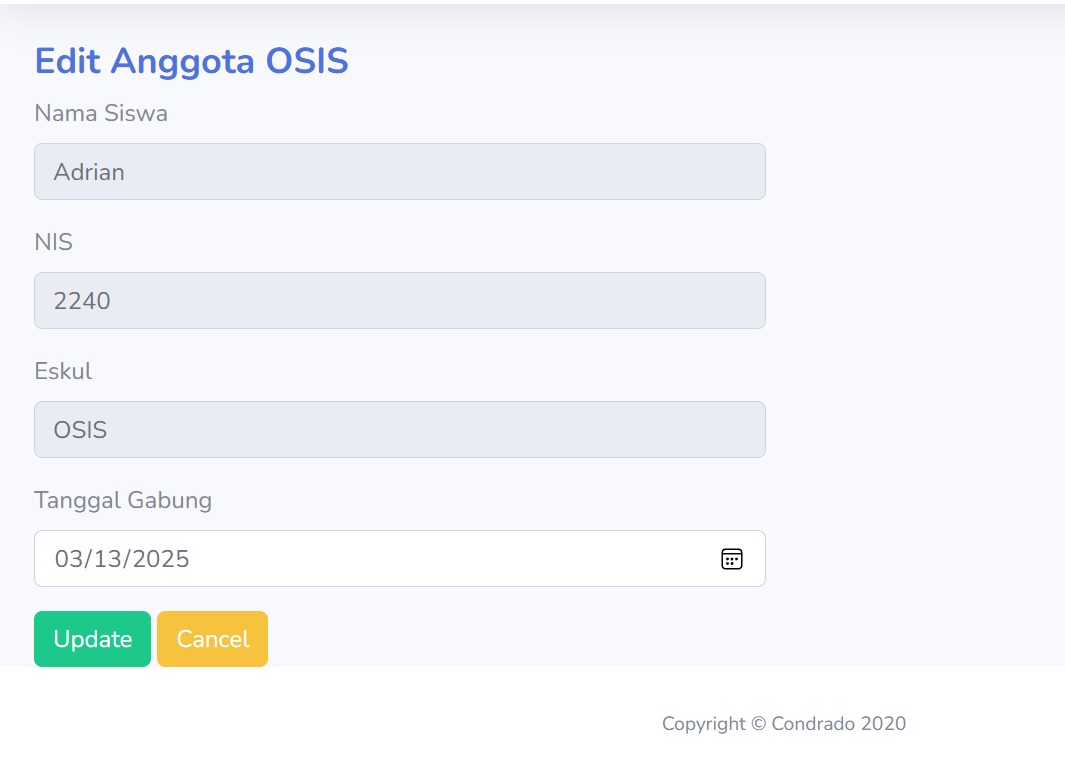 Edit Anggota OSIS
Nama Siswa
Adrian
NIS
2240
Eskul
OSIS
Tanggal Gabung
03/13/2025
Update Cancel
Copyright © Condrado 2020